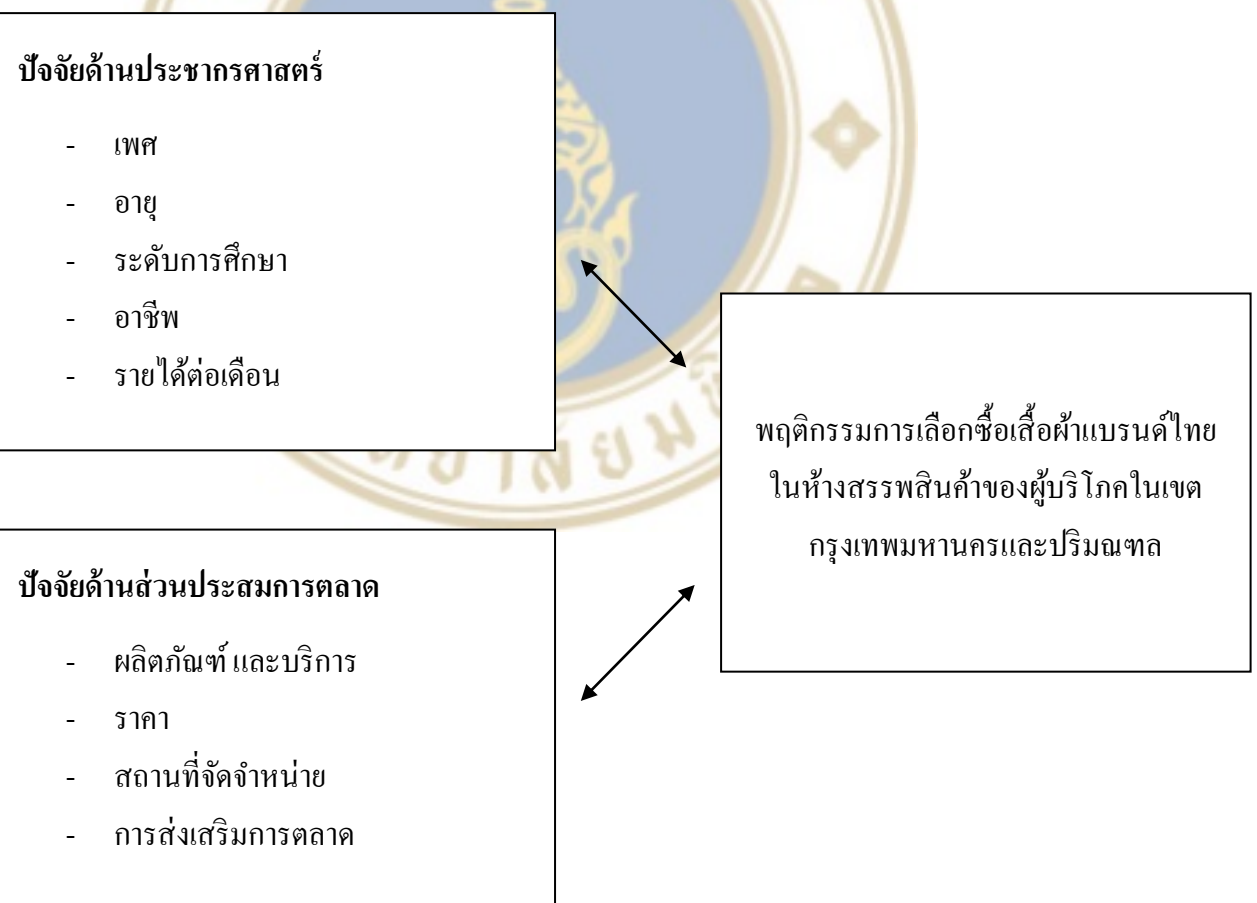 ปัจจัยด้านประชากรศาสตร์
- เพศ
- อายุ
- ระดับการศึกษา
- อาชีพ
- รายได้ต่อเดือน
พฤติกรรมการเลือกซื้อเสื้อผ้าแบรนด์ไทย
ในห้างสรรพสินค้าของผู้บริโภคในเขต
กรุงเทพมหานครและปริมณฑล
ปัจจัยด้านส่วนประสมการตลาด
- ผลิตภัณฑ์ และบริการ
- ราคา
- สถานที่จัดจำหน่าย
- การส่งเสริมการตลาด